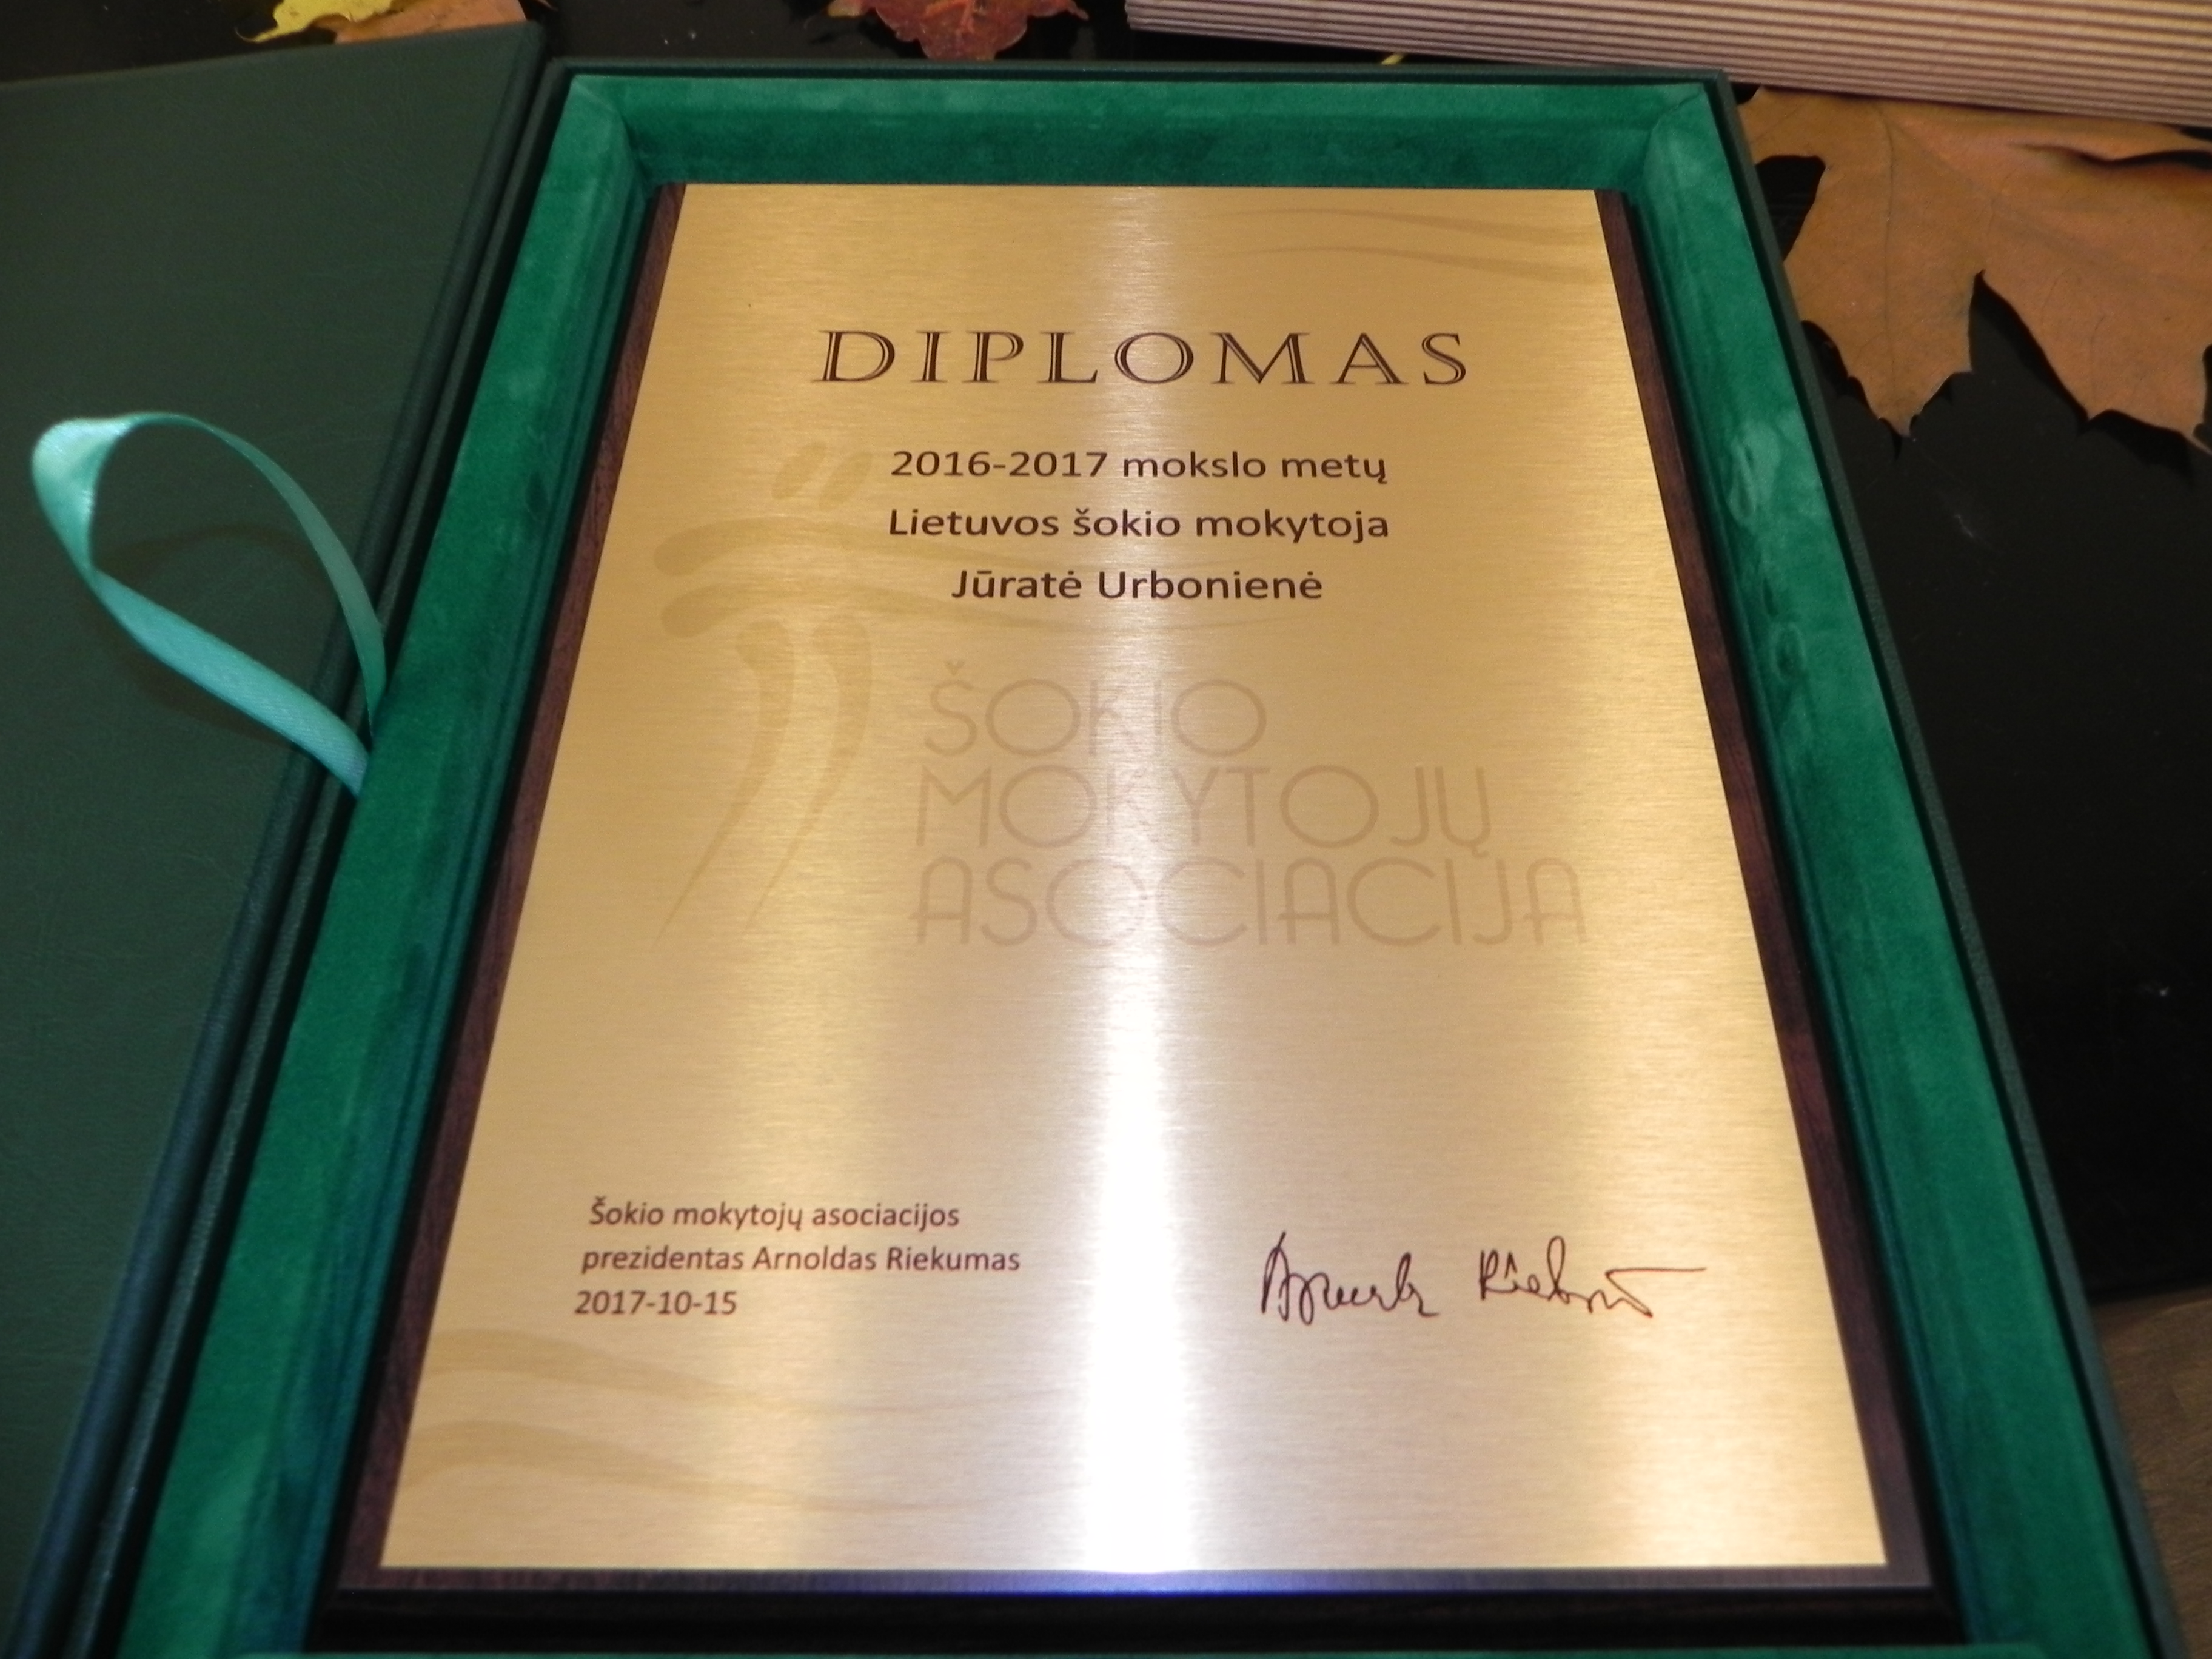 DIPLOMAS
2016-2017 mokslo metų
Lietuvos šokio mokytoja
Jūratė Urbonienė
ŠOKIO
MOKYTOJŲ
ASOCIACIJA
Šokio mokytojų asociacijos
prezidentas Arnoldas Riekumas
2017-10-15